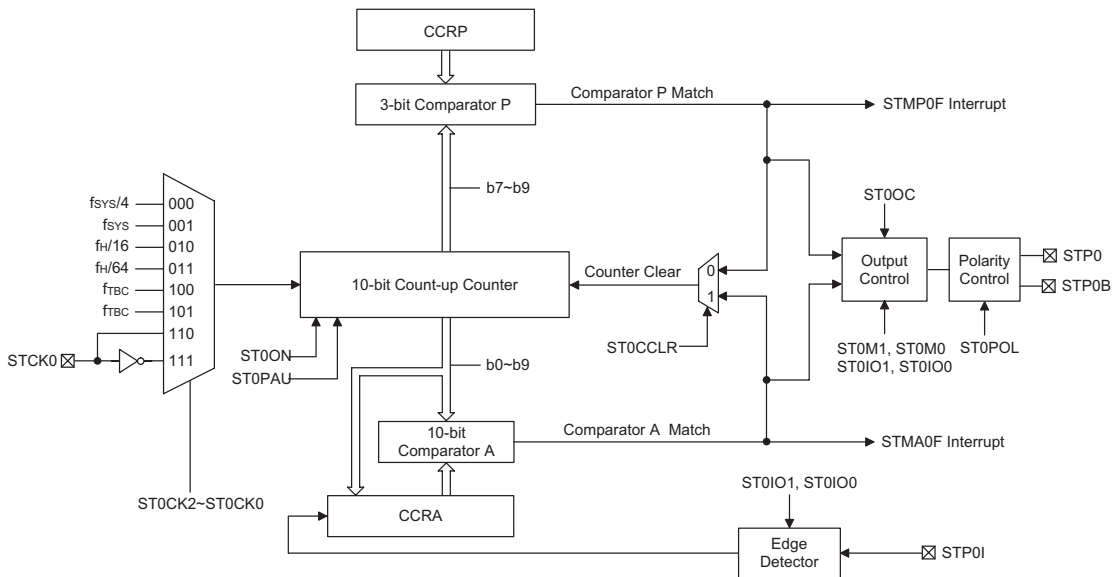 CCRP
3-bit Comparator P
Comparator P Match
STMP0F Interrupt
b7~b9
fSYS/4
000
fSYS
001
fH/16
010
fH/64
011
fTBC
100
fTBC
101
110
111
STCK0
ST0CK2~ST0CK0
10-bit Count-up Counter
ST0ON
ST0PAU
b0~b9
Counter Clear
0
1
ST0CCLR
ST0OC
Output
Control
ST0M1, ST0M0
ST0IO1, ST0IO0
Polarity
Control
ST0POL
STP0
STP0B
10-bit
Comparator A
Comparator A Match
STMA0F Interrupt
CCRA
ST0IO1, ST0IO0
Edge
Detector
STP0I